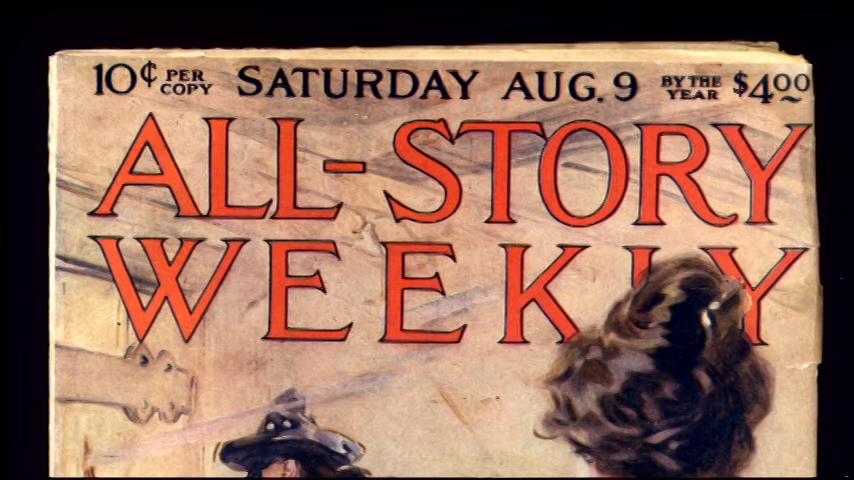 10¢ PER COPY SATURDAY AUG. 9 BY THE YEAR $4.00
ALL-STORY
WEEKLY